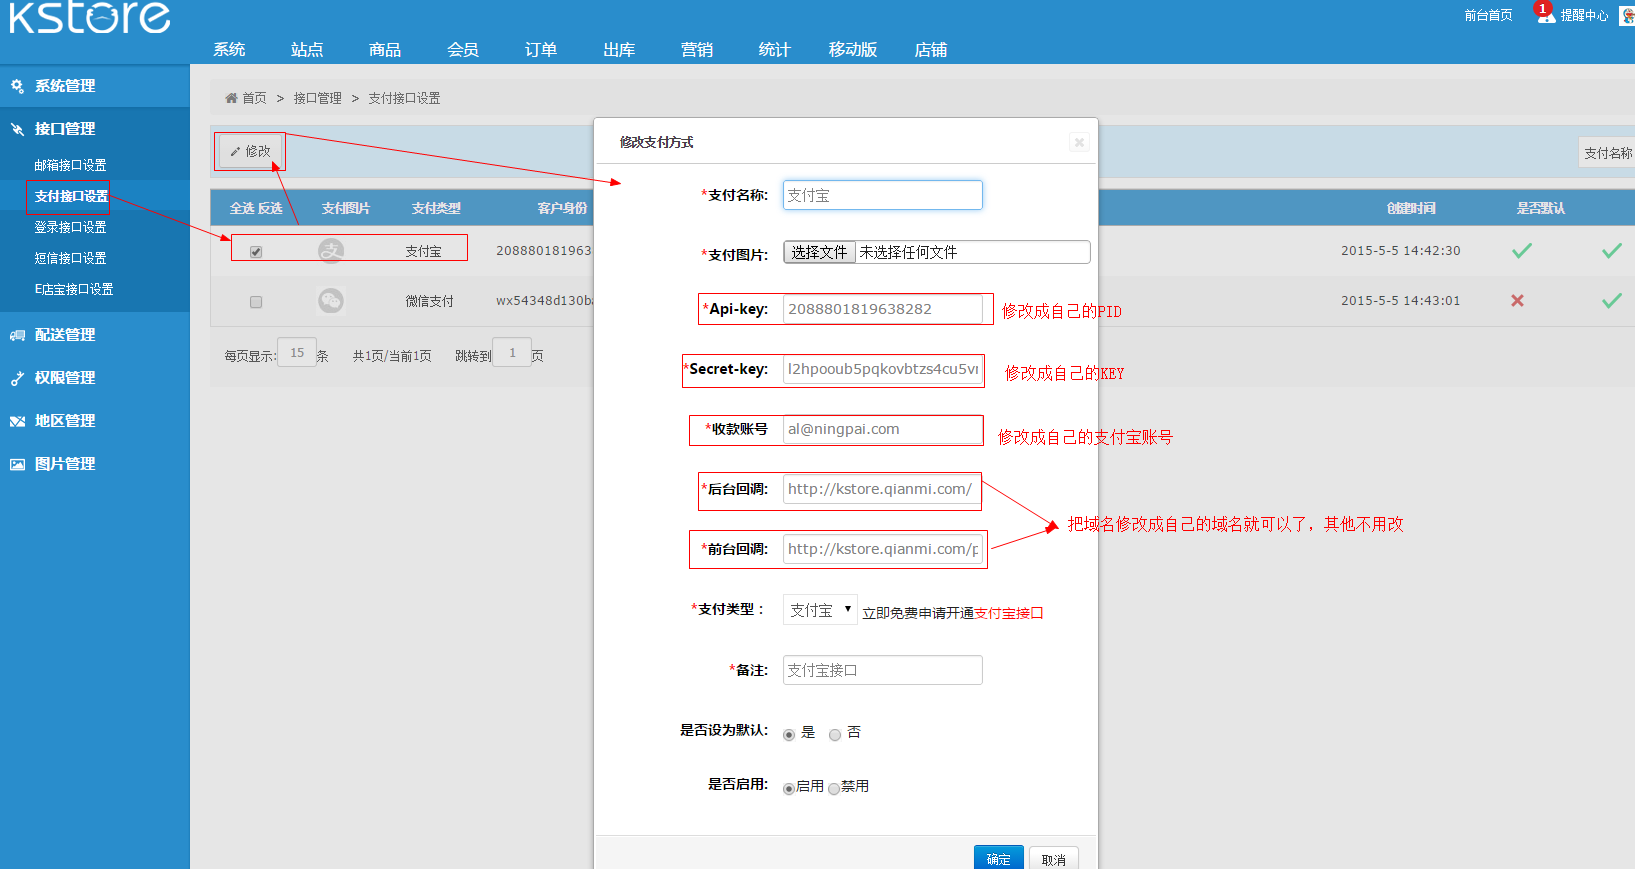 kstore
前台首页
1
提醒中心
系统
站点
商品
会员
订单
出库
营销
统计
移动版
店铺
系统管理
接口管理
邮箱接口设置
支付接口设置
登录接口设置
短信接口设置
E店宝接口设置
配送管理
权限管理
地区管理
图片管理
首页 > 接口管理 > 支付接口设置
修改
支付名称
全选 反选
支付图片
支付类型
客户身份
创建时间
是否默认
支付宝
208880181963
2015-5-5 14:42:30
微信支付
wx54348d130ba
2015-5-5 14:43:01
每页显示: 15 条
共1页/当前1页
跳转到 1 页
修改支付方式
*支付名称: 支付宝
*支付图片: 选择文件 未选择任何文件
*Api-key: 2088801819638282
修改成自己的PID
*Secret-key: l2hpooub5pqkovbtzs4cu5vr
修改成自己的KEY
*收款账号 al@ningpai.com
修改成自己的支付宝账号
*后台回调: http://kstore.qianmi.com/
把域名修改成自己的域名就可以了，其他不用改
*前台回调: http://kstore.qianmi.com/p
*支付类型： 支付宝 立即免费申请开通支付宝接口
*备注: 支付宝接口
是否设为默认: 是 否
是否启用: 启用 禁用
确定
取消